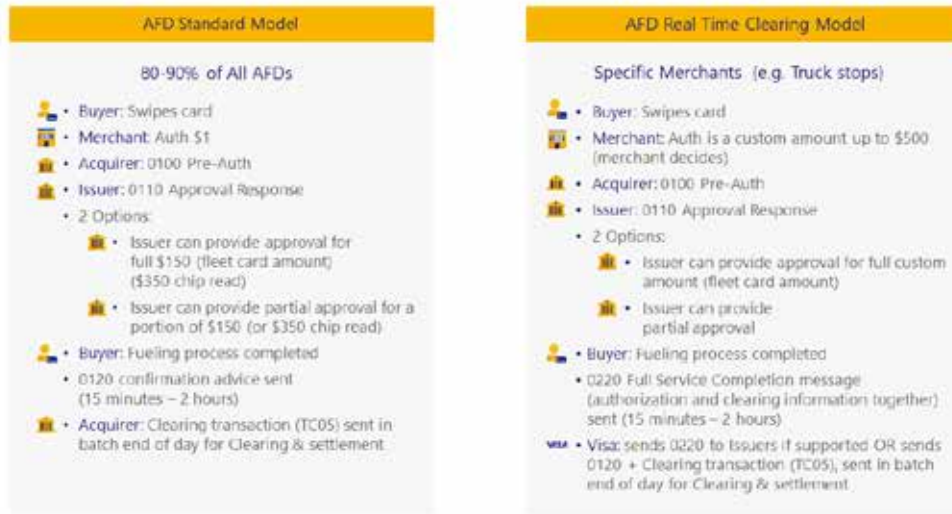 AFD Standard Model
80-90% of All AFDs
• Buyer: Swipes card
• Merchant: Auth $1
• Acquirer: 0100 Pre-Auth
• Issuer: 0110 Approval Response
• 2 Options:
• Issuer can provide approval for
full $150 (fleet card amount)
($350 chip read)
• Issuer can provide partial approval for a
portion of $150 (or $350 chip read)
• Buyer: Fueling process completed
• 0120 confirmation advice sent
(15 minutes – 2 hours)
• Acquirer: Clearing transaction (TC05) sent in
batch end of day for Clearing & settlement
AFD Real Time Clearing Model
Specific Merchants (e.g. Truck stops)
• Buyer: Swipes card
• Merchant: Auth is a custom amount up to $500
(merchant decides)
• Acquirer: 0100 Pre-Auth
• Issuer: 0110 Approval Response
• 2 Options:
• Issuer can provide approval for full custom
amount (fleet card amount)
• Issuer can provide
partial approval
• Buyer: Fueling process completed
• 0220 Full Service Completion message
(authorization and clearing information together)
sent (15 minutes – 2 hours)
VISA • Visa: sends 0220 to Issuers if supported OR sends
0120 + Clearing transaction (TC05), sent in batch
end of day for Clearing & settlement